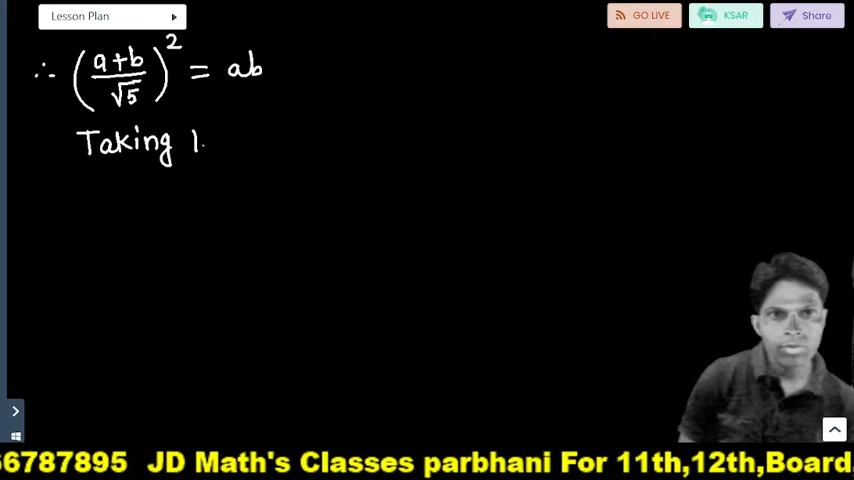 Lesson Plan
GO LIVE
KSAR
Share
∴ (a+b/√5)² = ab
Taking l
66787895 JD Math's Classes parbhani For 11th,12th,Board.